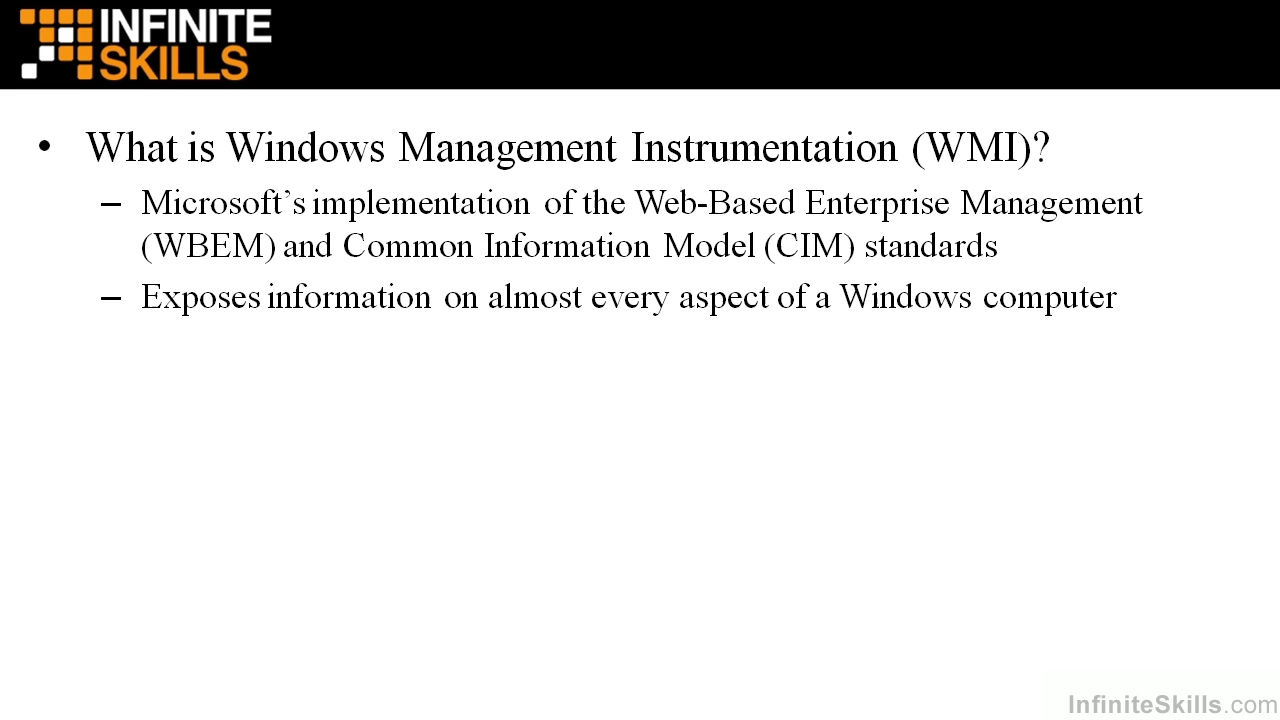 INFINITE
SKILLS
• What is Windows Management Instrumentation (WMI)?
– Microsoft’s implementation of the Web-Based Enterprise Management
(WBEM) and Common Information Model (CIM) standards
– Exposes information on almost every aspect of a Windows computer
InfiniteSkills.com